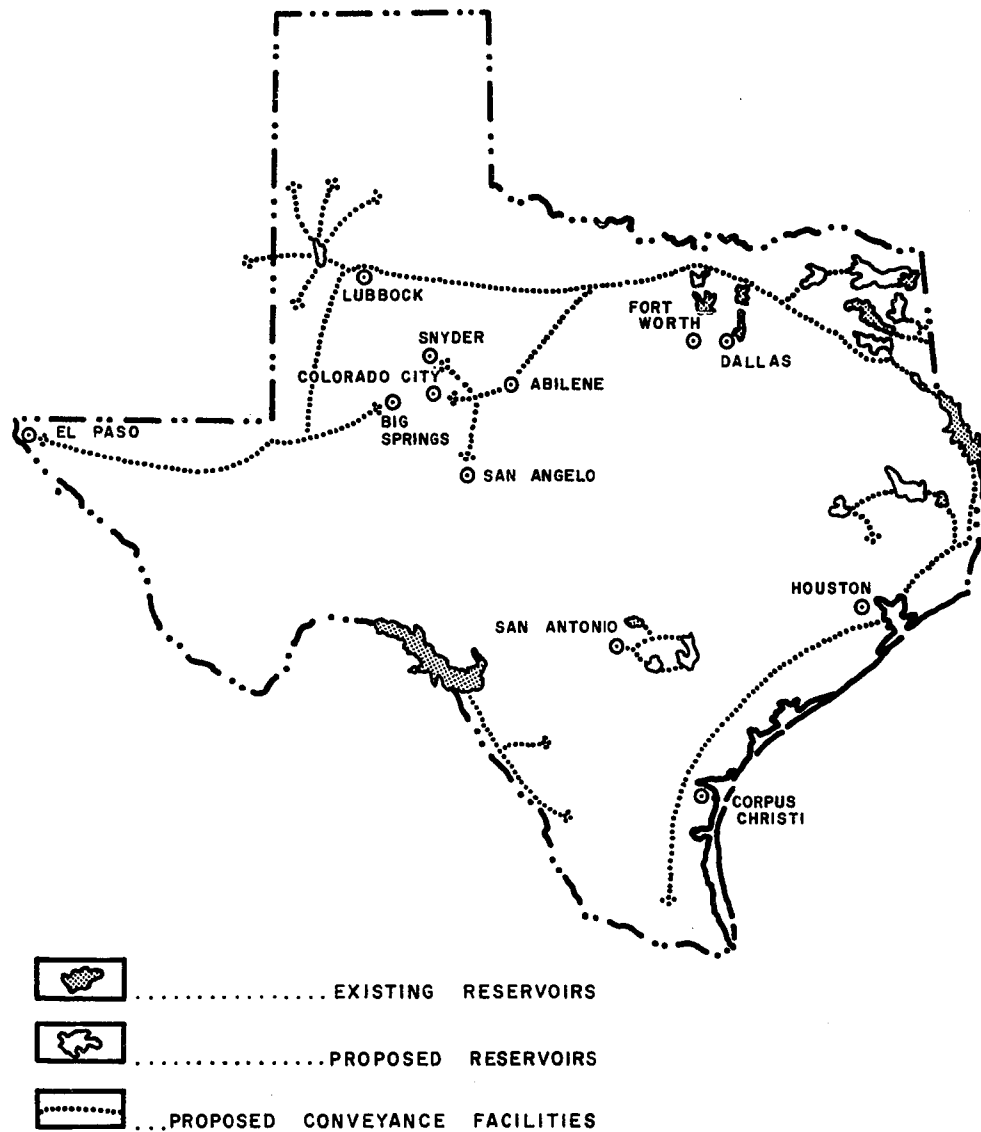 LUBBOCK
FORT
WORTH
DALLAS
SNYDER
COLORADO CITY
ABILENE
BIG
SPRINGS
EL PASO
SAN ANGELO
HOUSTON
SAN ANTONIO
CORPUS
CHRISTI
................EXISTING RESERVOIRS
................PROPOSED RESERVOIRS
...PROPOSED CONVEYANCE FACILITIES